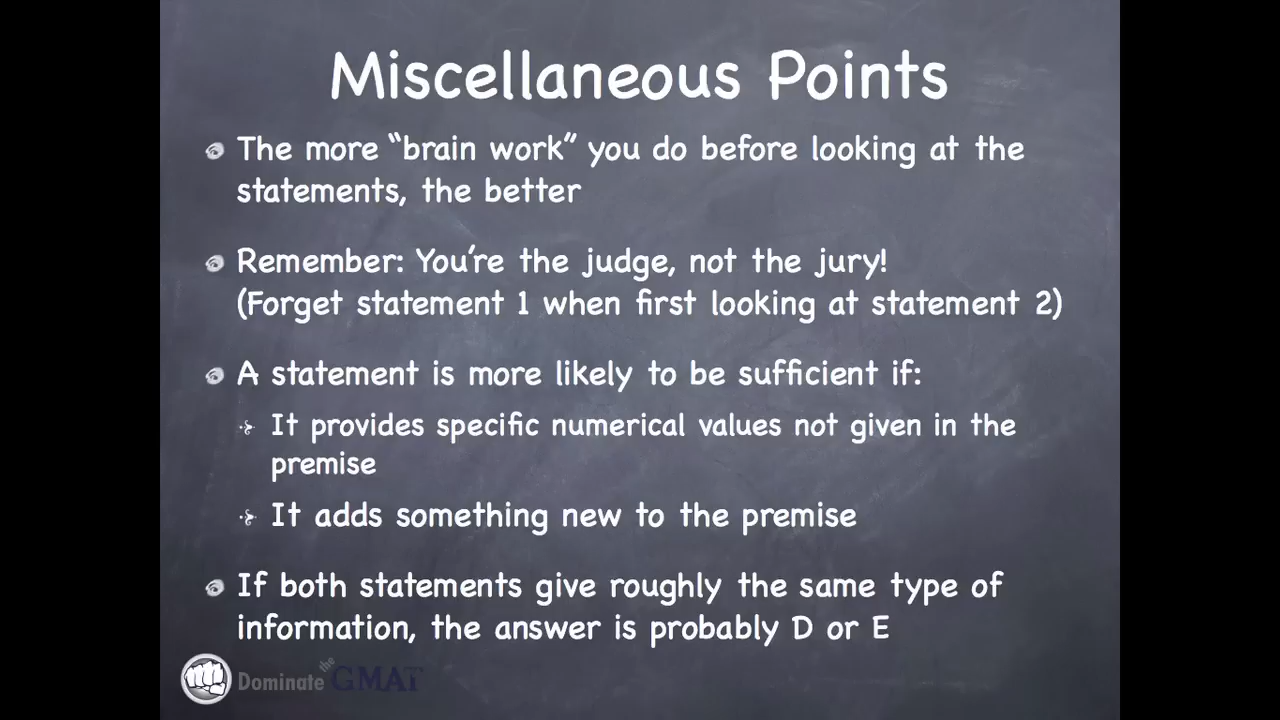 Miscellaneous Points
The more “brain work” you do before looking at the
statements, the better
Remember: You’re the judge, not the jury!
(Forget statement 1 when first looking at statement 2)
A statement is more likely to be sufficient if:
It provides specific numerical values not given in the
premise
It adds something new to the premise
If both statements give roughly the same type of
information, the answer is probably D or E
Dominate the GMAT